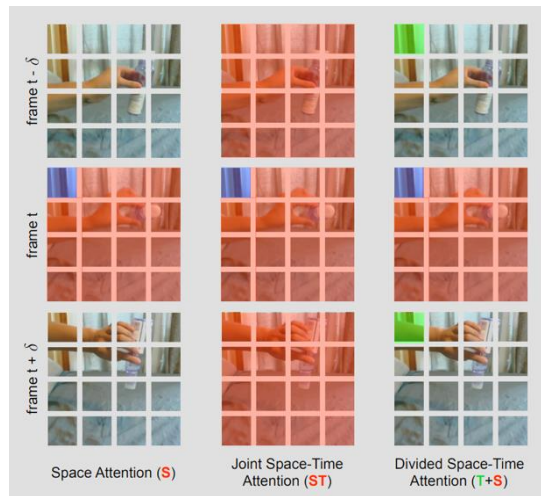 frame t - δ
frame t
frame t + δ
Space Attention (S)
Joint Space-Time
Attention (ST)
Divided Space-Time
Attention (T+S)